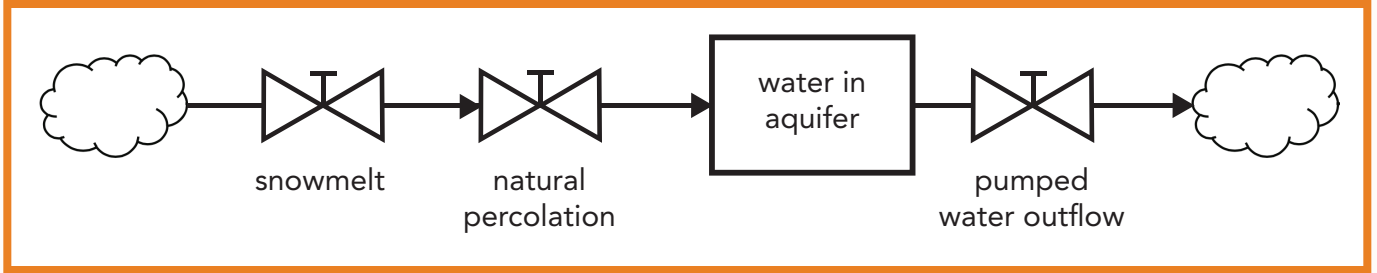 snowmelt
natural
percolation
water in
aquifer
pumped
water outflow